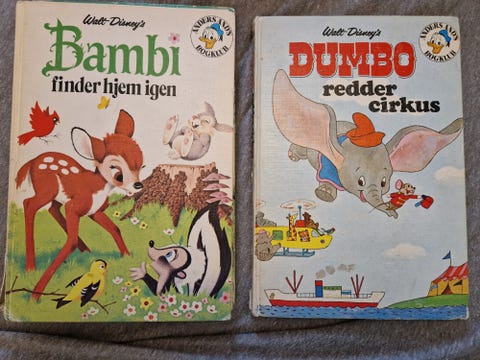 Walt-Disney's
Bambi
finder hjem igen
ANDERS AND
BOGKLUB
Walt-Disney's
DUMBO
redder
cirkus
ANDERS AND
BOGKLUB